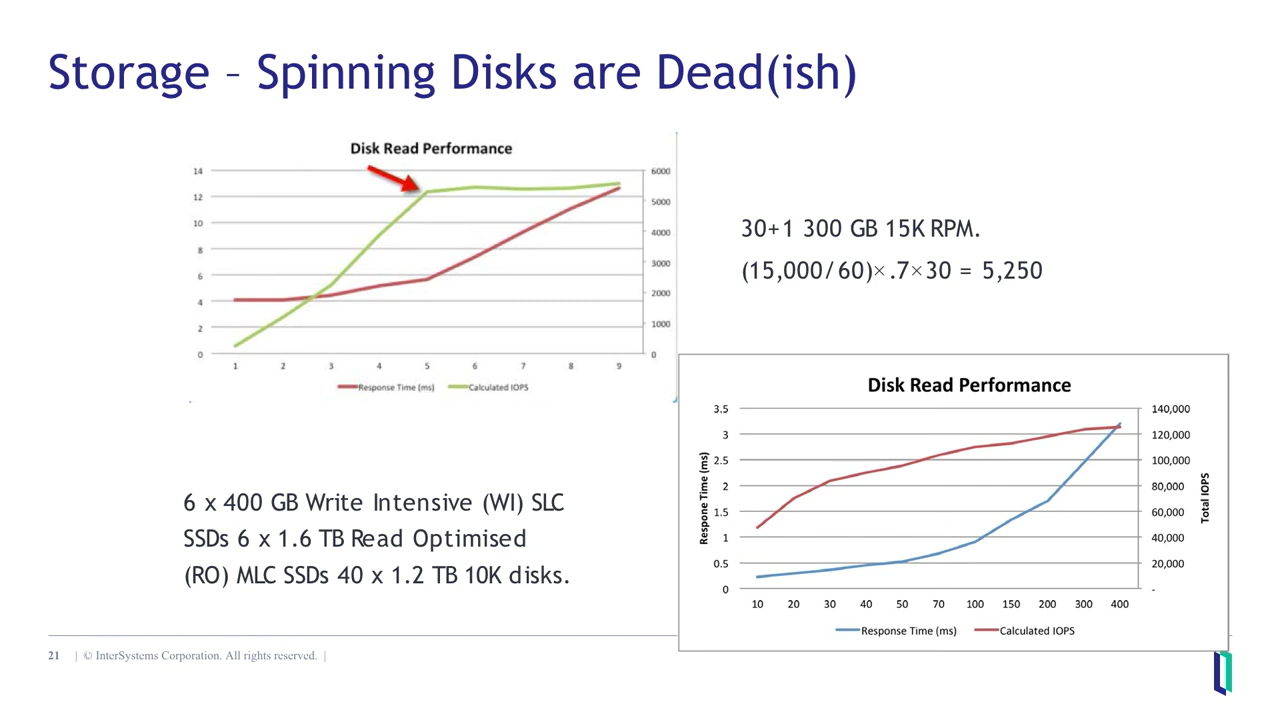 Storage – Spinning Disks are Dead(ish)
Disk Read Performance
14
12
10
8
6
4
2
0
6000
5000
4000
3000
2000
1000
0
1 2 3 4 5 6 7 8 9
Response Time (ms) Calculated IOPS
30+1 300 GB 15K RPM.
(15,000/60)×.7×30 = 5,250
6 x 400 GB Write Intensive (WI) SLC
SSDs 6 x 1.6 TB Read Optimised
(RO) MLC SSDs 40 x 1.2 TB 10K disks.
Disk Read Performance
Respone Time (ms)
3.5
3
2.5
2
1.5
1
0.5
0
140,000
120,000
100,000
80,000
60,000
40,000
20,000
-
Total IOPS
10 20 30 40 50 70 100 150 200 300 400
Response Time (ms) Calculated IOPS
21 | © InterSystems Corporation. All rights reserved. |